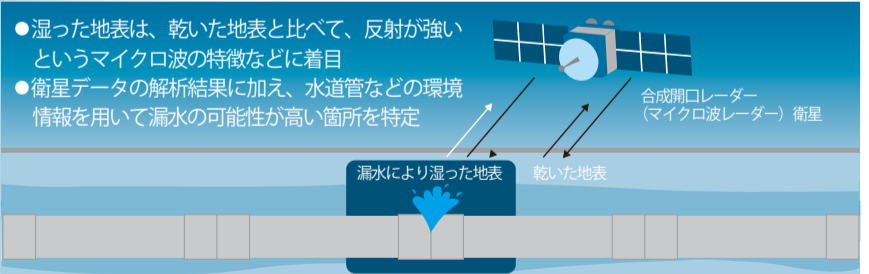 ●湿った地表は、乾いた地表と比べて、反射が強い
というマイクロ波の特徴などに着目
●衛星データの解析結果に加え、水道管などの環境
情報を用いて漏水の可能性が高い箇所を特定
合成開口レーダー
（マイクロ波レーダー）衛星
漏水により湿った地表
乾いた地表